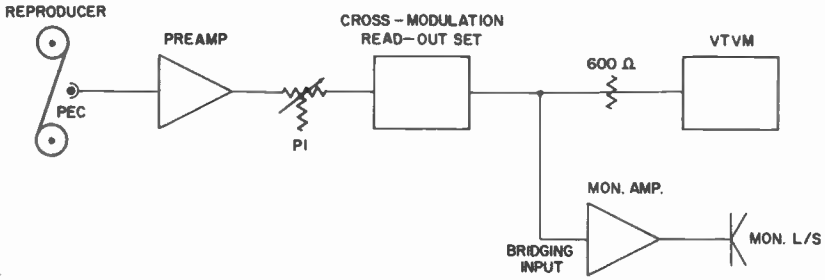 REPRODUCER
PEC
PREAMP
P1
CROSS-MODULATION
READ-OUT SET
600 Ω
VTVM
MON. AMP.
BRIDGING
INPUT
MON. L/S